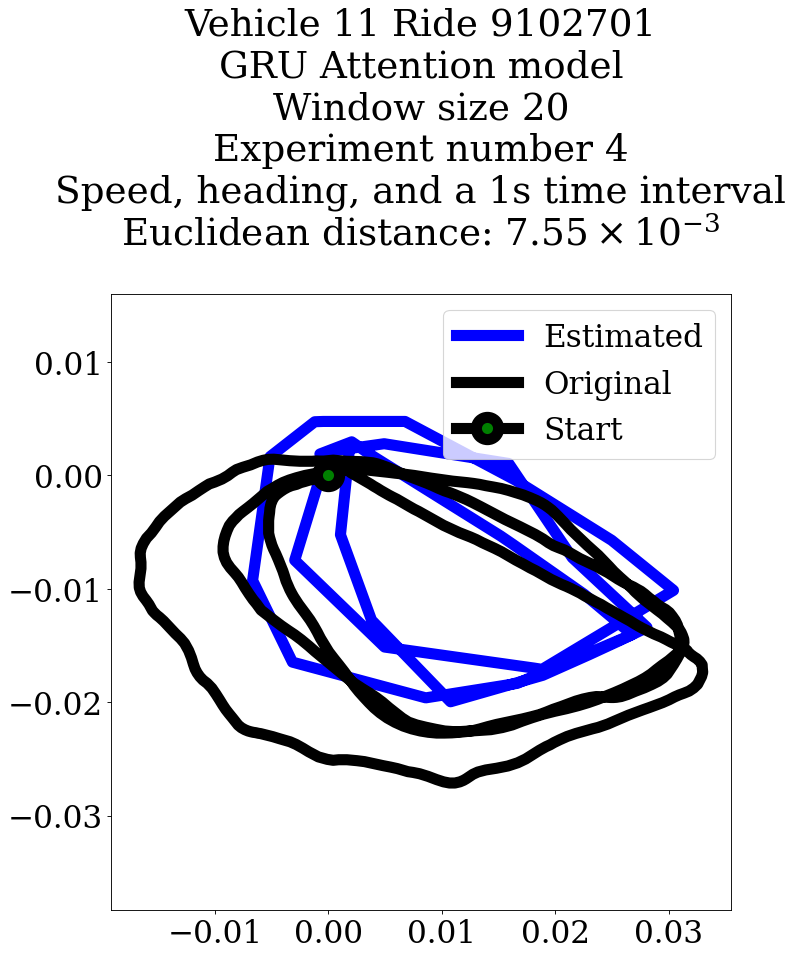 Vehicle 11 Ride 9102701
GRU Attention model
Window size 20
Experiment number 4
Speed, heading, and a 1s time interval
Euclidean distance: 7.55 × 10⁻³
Estimated
Original
Start
0.01
0.00
−0.01
−0.02
−0.03
−0.01 0.00 0.01 0.02 0.03